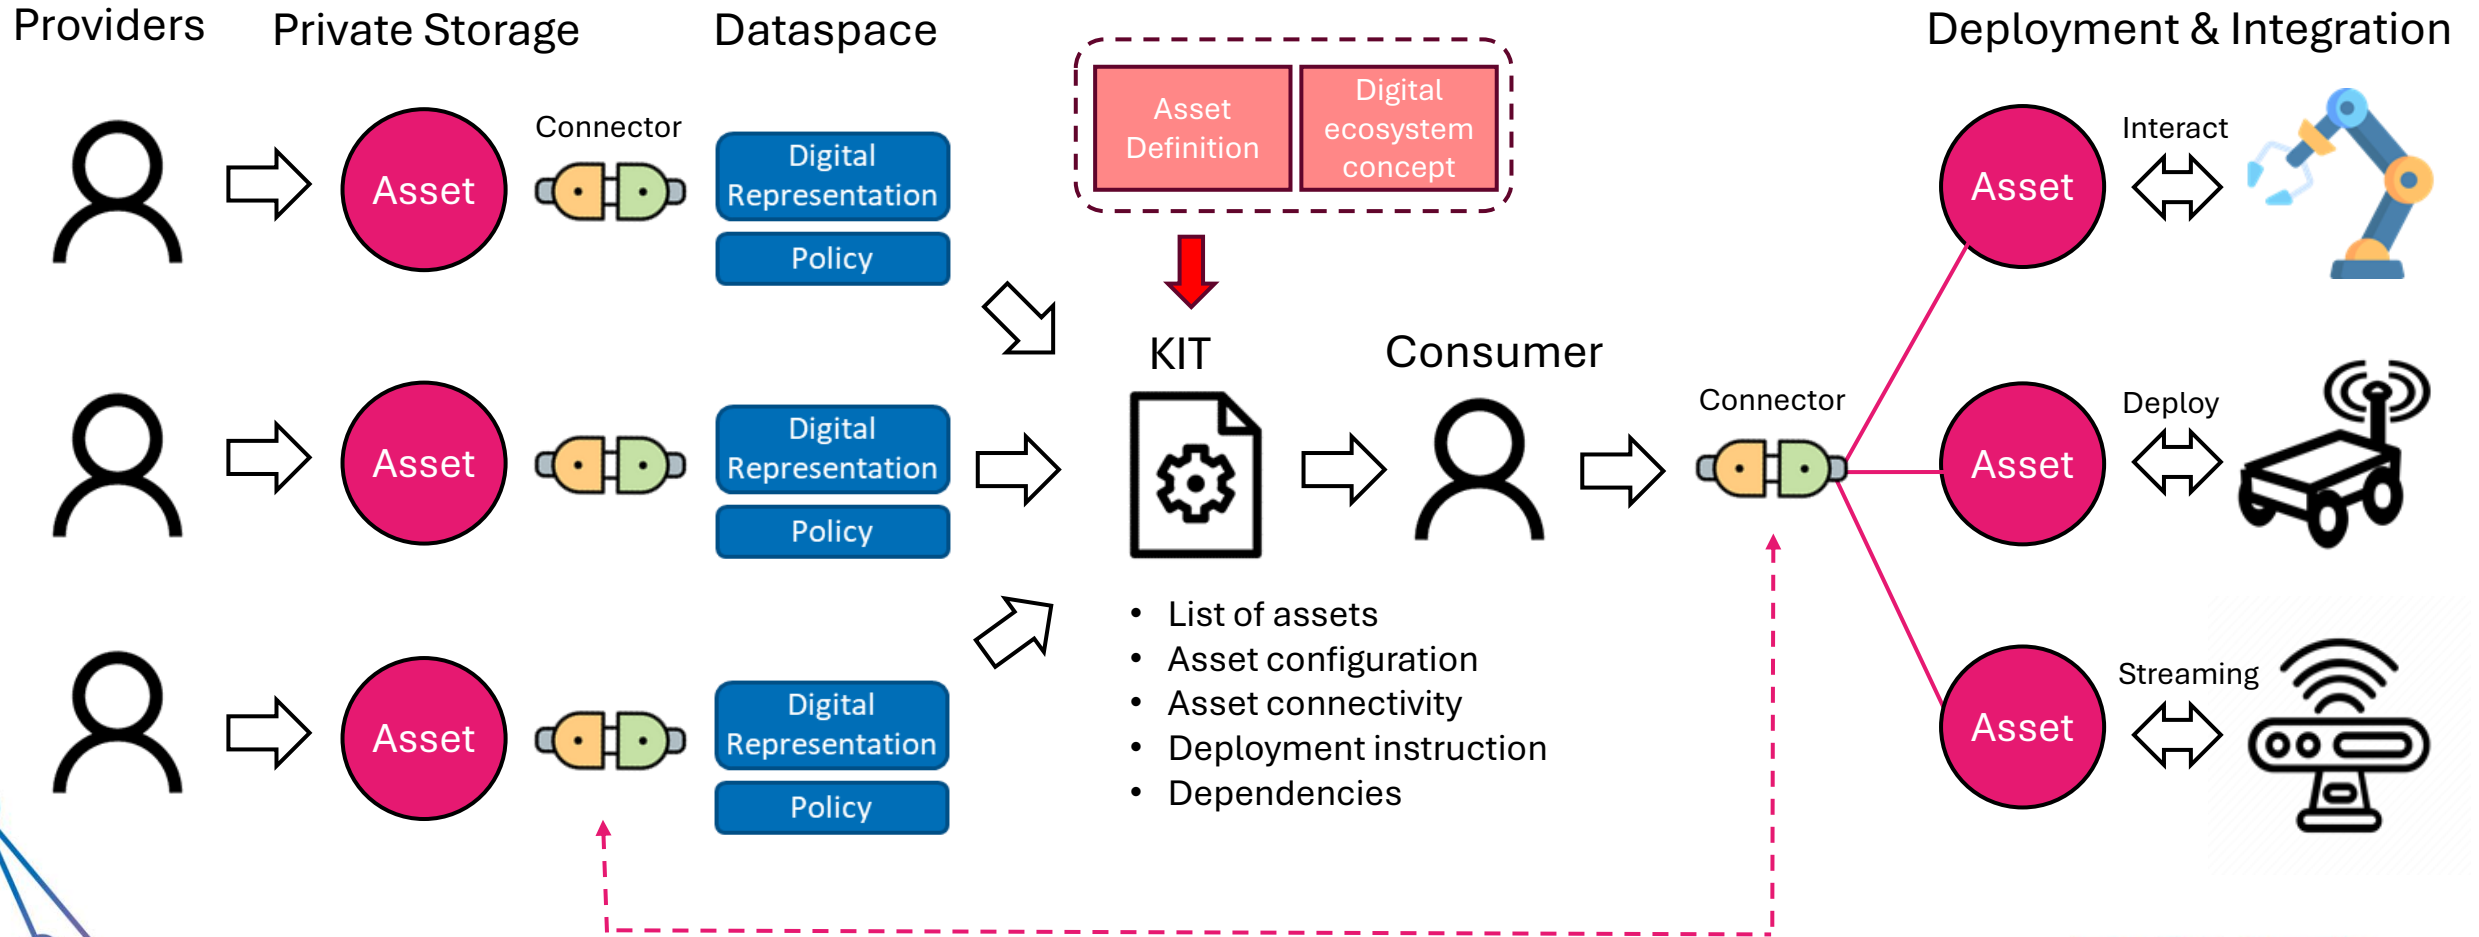 Providers
Private Storage
Dataspace
Deployment & Integration
Asset
Definition
Digital
ecosystem
concept
Asset
Connector
Digital
Representation
Policy
Asset
Interact
KIT
Consumer
Asset
Digital
Representation
Policy
Connector
Asset
Deploy
• List of assets
• Asset configuration
• Asset connectivity
• Deployment instruction
• Dependencies
Asset
Digital
Representation
Policy
Asset
Streaming